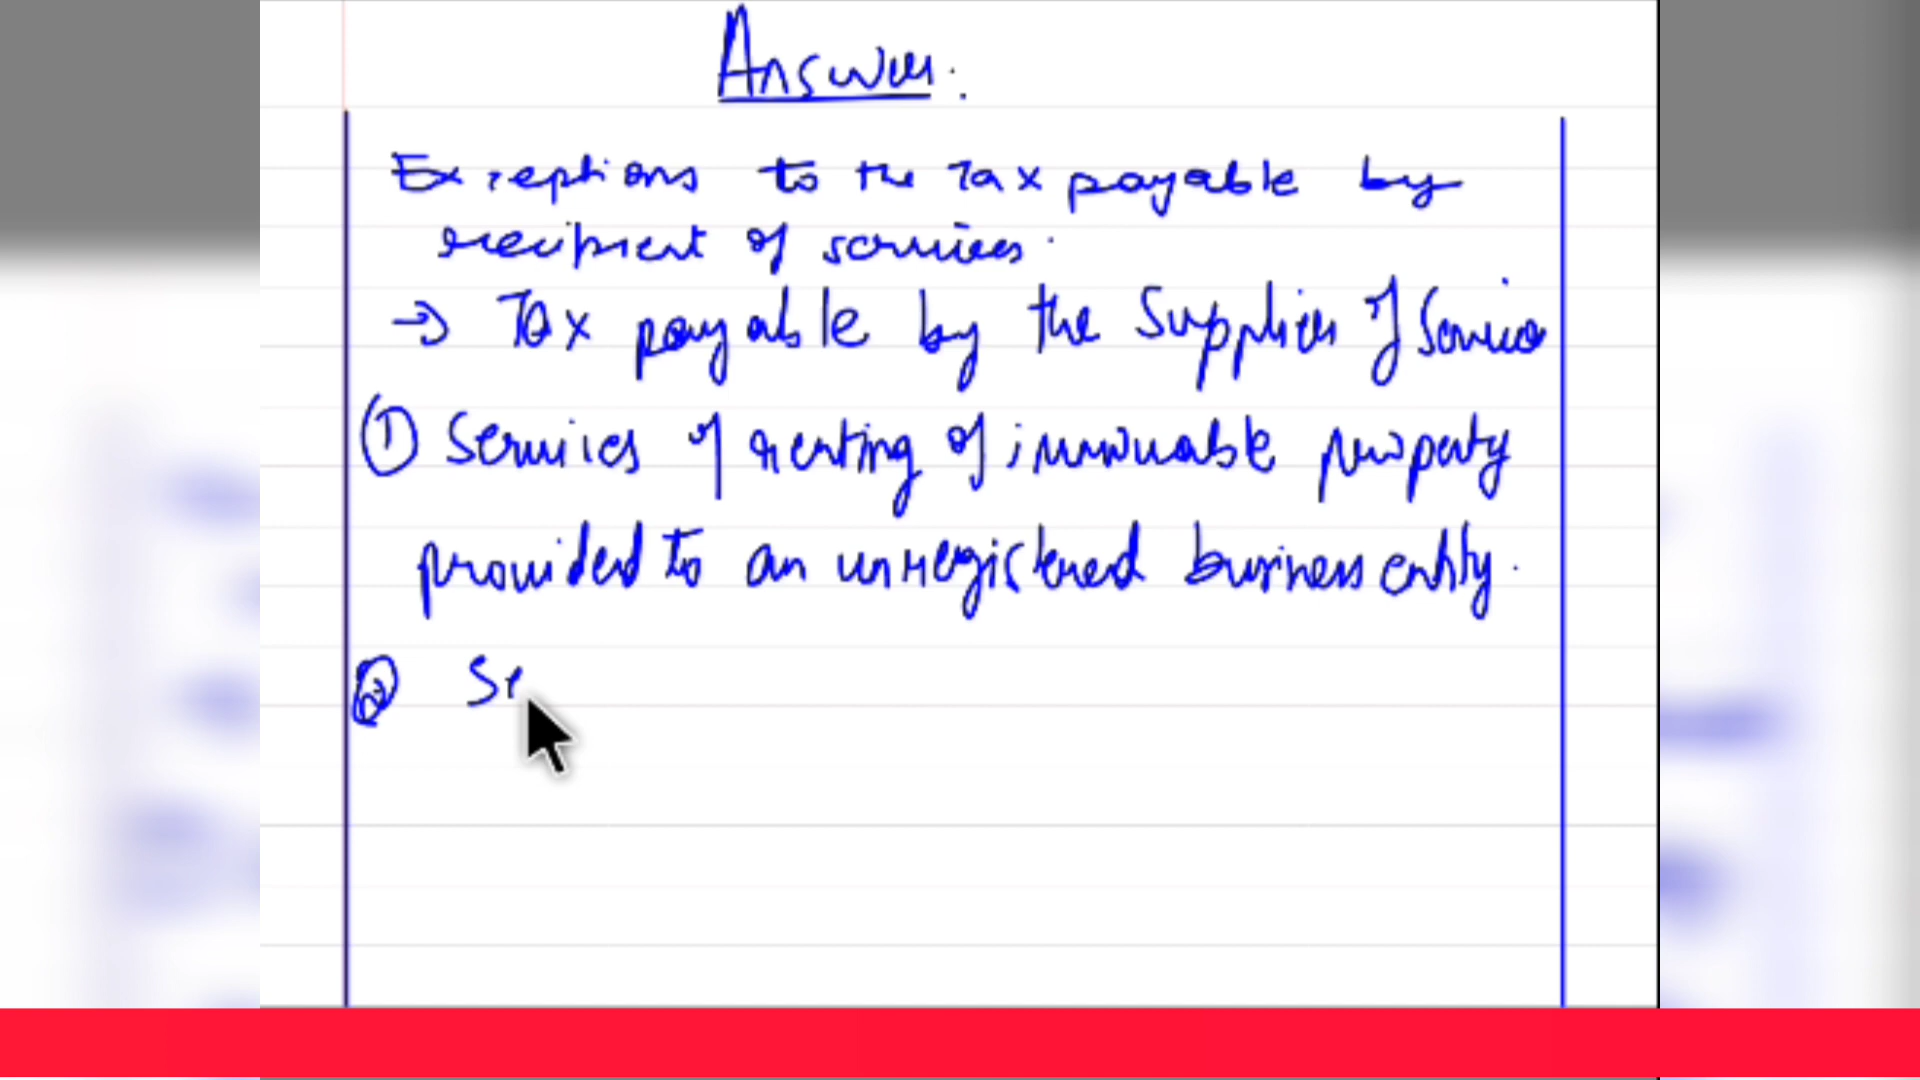 Answer:
Exceptions to the Tax payable by
recipient of services.
→ Tax payable by the Supplier of Service
① Services of renting of immovable property
provided to an unregistered business entity.
② Se